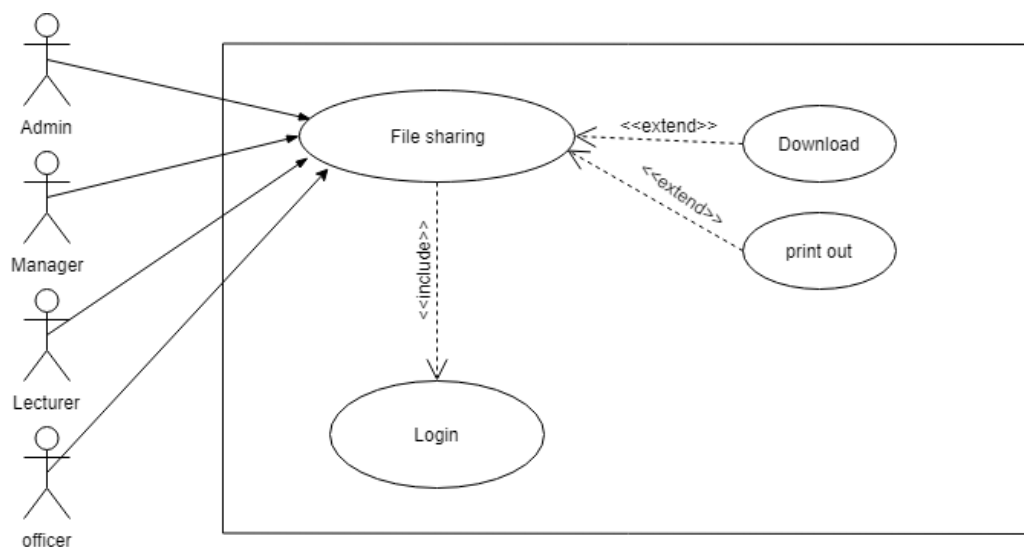 Admin
Manager
Lecturer
officer
File sharing
<<extend>>
Download
<<extend>>
print out
<<include>>
Login